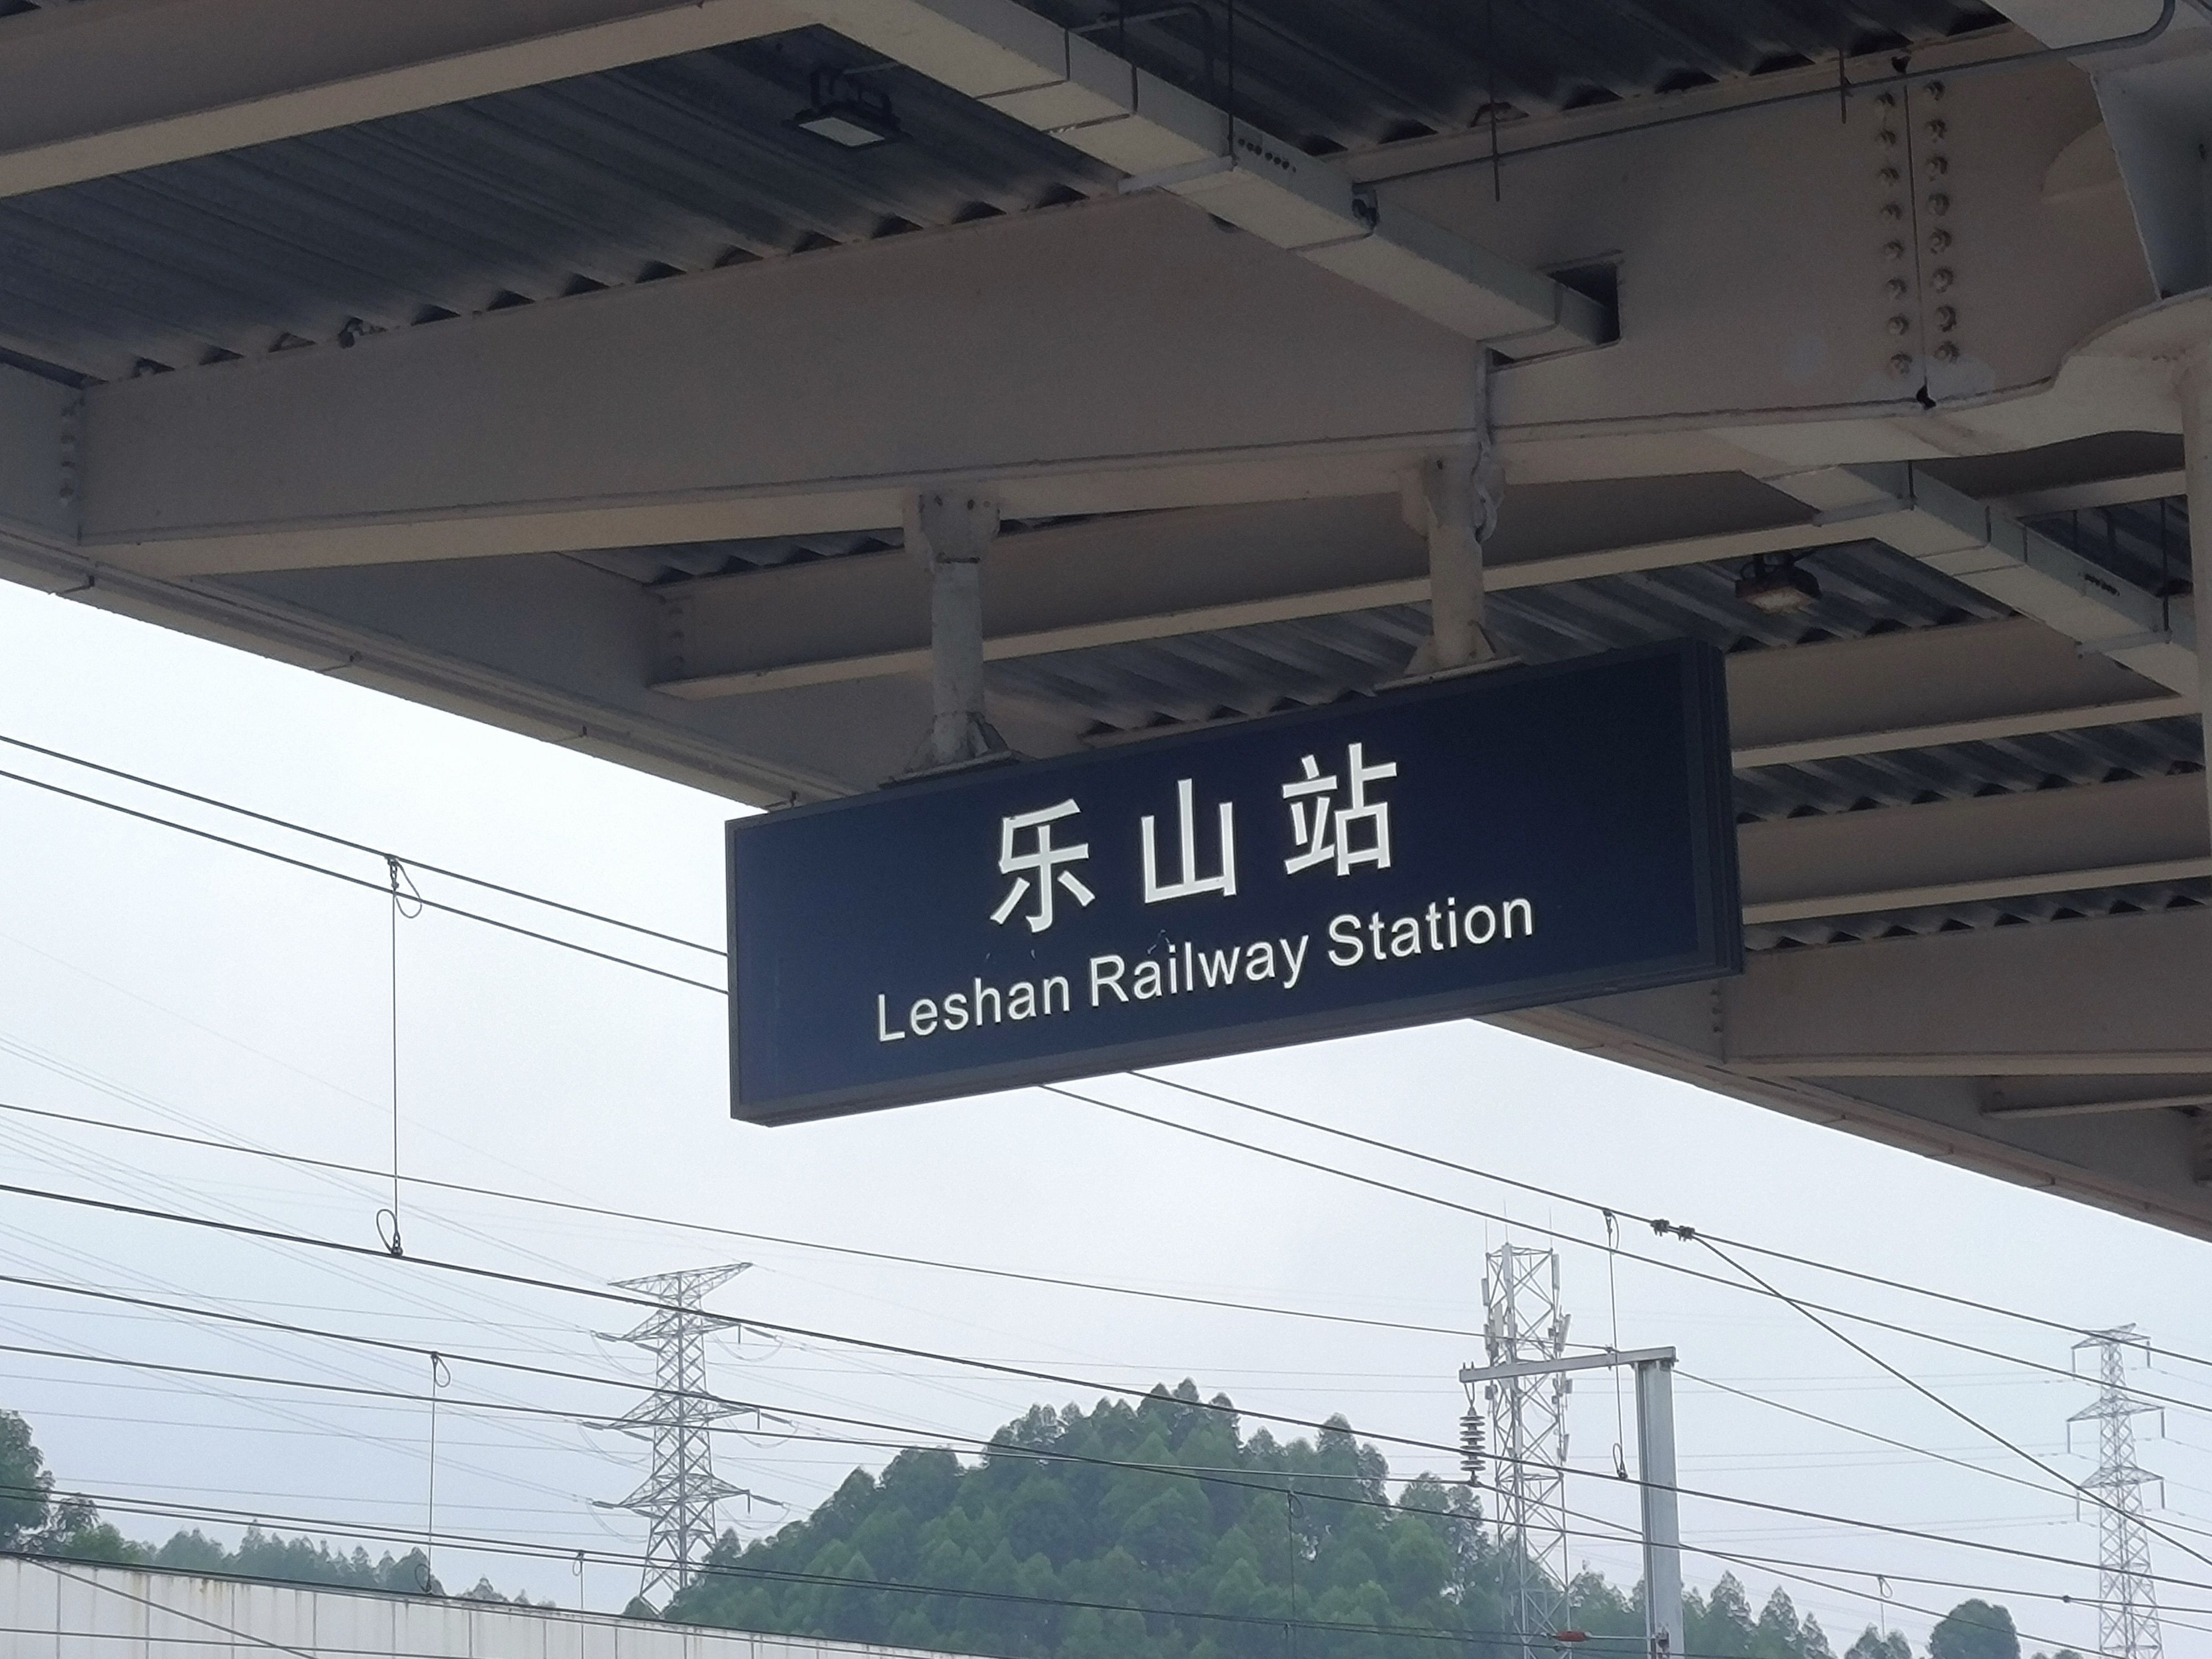 乐山站
Leshan Railway Station